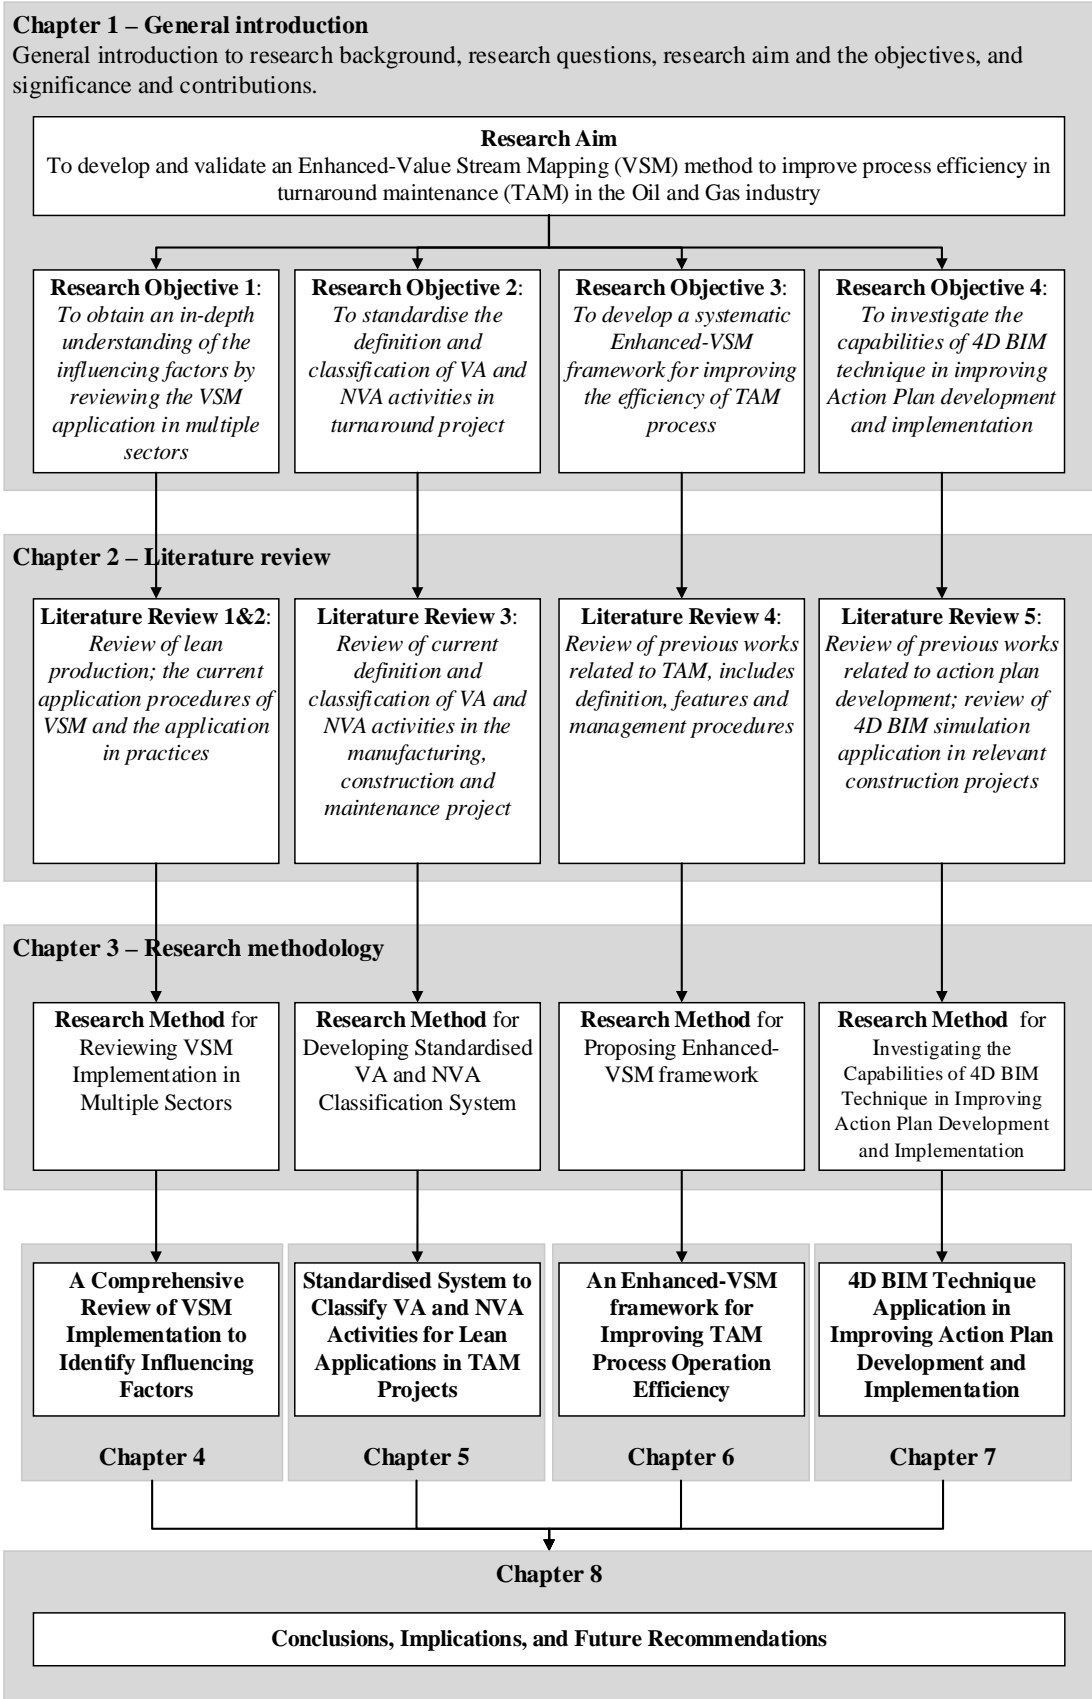 Chapter 1 – General introduction
General introduction to research background, research questions, research aim and the objectives, and
significance and contributions.
Research Aim
To develop and validate an Enhanced-Value Stream Mapping (VSM) method to improve process efficiency in
turnaround maintenance (TAM) in the Oil and Gas industry
Research Objective 1:
To obtain an in-depth
understanding of the
influencing factors by
reviewing the VSM
application in multiple
sectors
Research Objective 2:
To standardise the
definition and
classification of VA and
NVA activities in
turnaround project
Research Objective 3:
To develop a systematic
Enhanced-VSM
framework for improving
the efficiency of TAM
process
Research Objective 4:
To investigate the
capabilities of 4D BIM
technique in improving
Action Plan development
and implementation
Chapter 2 – Literature review
Literature Review 1&2:
Review of lean
production; the current
application procedures of
VSM and the application
in practices
Literature Review 3:
Review of current
definition and
classification of VA and
NVA activities in the
manufacturing,
construction and
maintenance project
Literature Review 4:
Review of previous works
related to TAM, includes
definition, features and
management procedures
Literature Review 5:
Review of previous works
related to action plan
development; review of
4D BIM simulation
application in relevant
construction projects
Chapter 3 – Research methodology
Research Method for
Reviewing VSM
Implementation in
Multiple Sectors
Research Method for
Developing Standardised
VA and NVA
Classification System
Research Method for
Proposing Enhanced-
VSM framework
Research Method for
Investigating the
Capabilities of 4D BIM
Technique in Improving
Action Plan Development
and Implementation
A Comprehensive
Review of VSM
Implementation to
Identify Influencing
Factors
Chapter 4
Standardised System to
Classify VA and NVA
Activities for Lean
Applications in TAM
Projects
Chapter 5
An Enhanced-VSM
framework for
Improving TAM
Process Operation
Efficiency
Chapter 6
4D BIM Technique
Application in
Improving Action Plan
Development and
Implementation
Chapter 7
Chapter 8
Conclusions, Implications, and Future Recommendations